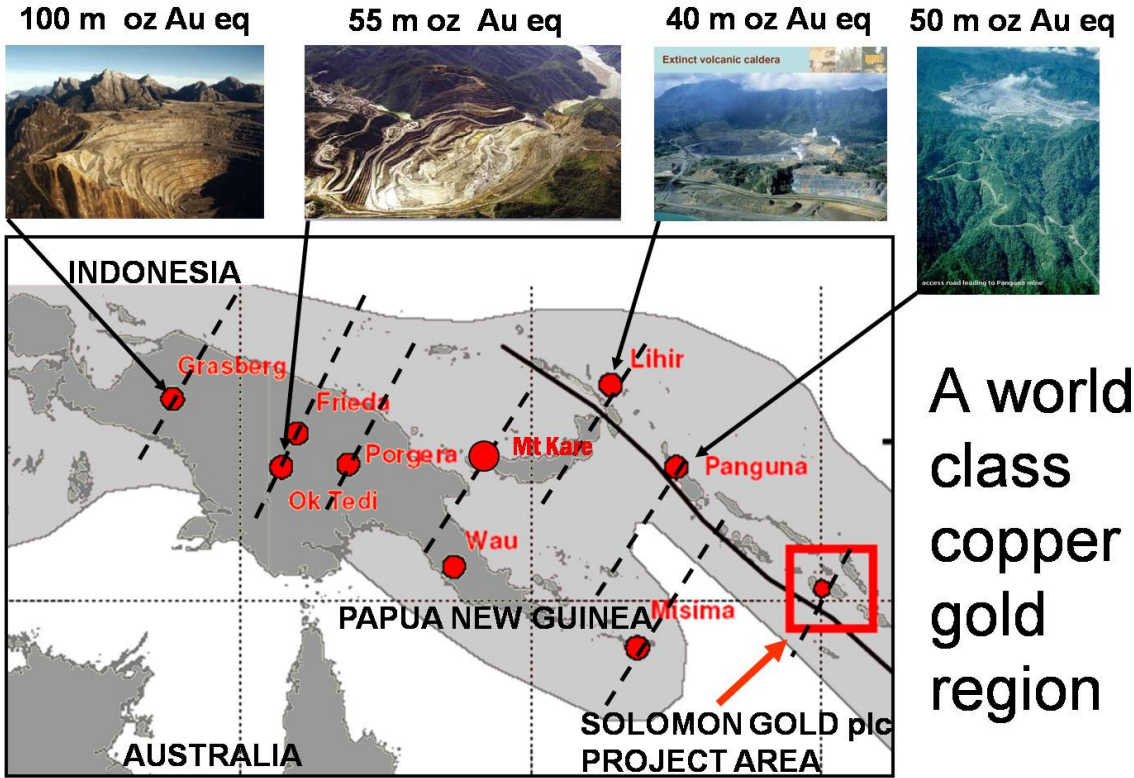 100 m oz Au eq
55 m oz Au eq
40 m oz Au eq
50 m oz Au eq
Extinct volcanic caldera
access road leading to Panguna mine
INDONESIA
Grasberg
Frieda
Lihir
Porgera
Mt Kare
Panguna
Ok Tedi
Wau
PAPUA NEW GUINEA
Misima
SOLOMON GOLD plc
PROJECT AREA
AUSTRALIA
A world
class
copper
gold
region